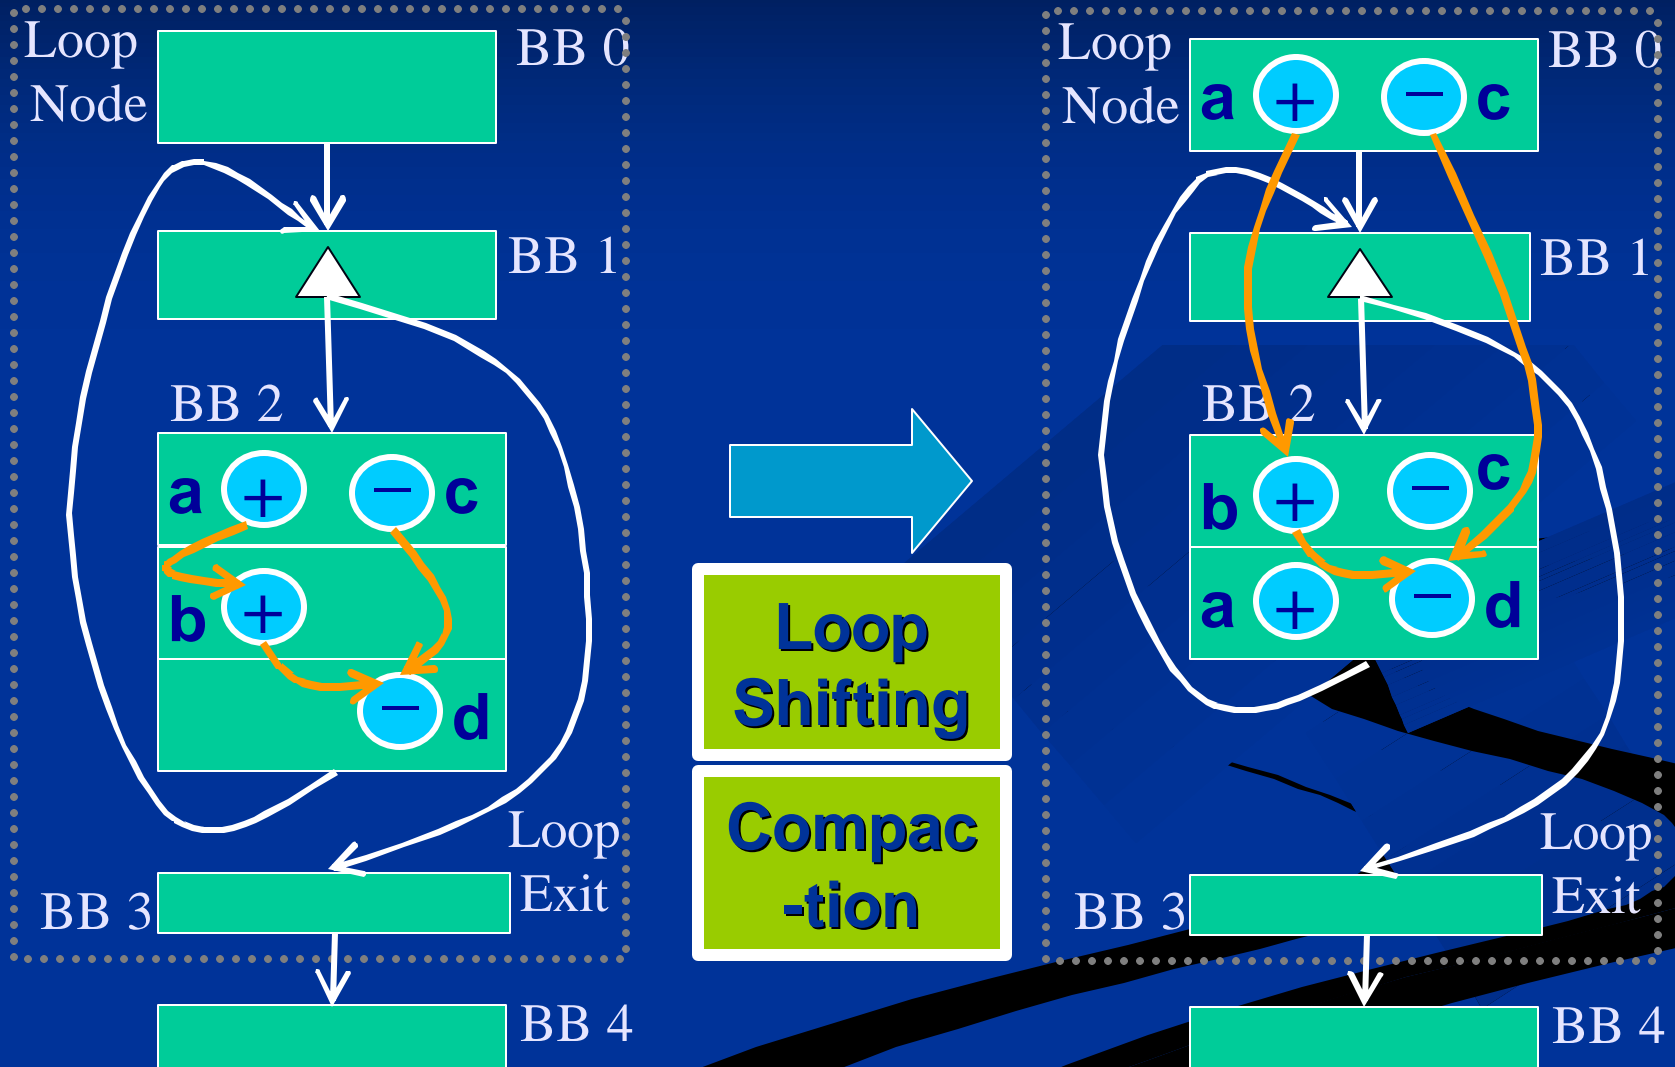 Loop
Node
BB 0
BB 1
BB 2
a + − c
b +
− d
Loop
Exit
BB 3
BB 4
Loop
Shifting
Compac
-tion
Loop
Node
BB 0
a + − c
BB 1
BB 2
b + − c
a + − d
Loop
Exit
BB 3
BB 4